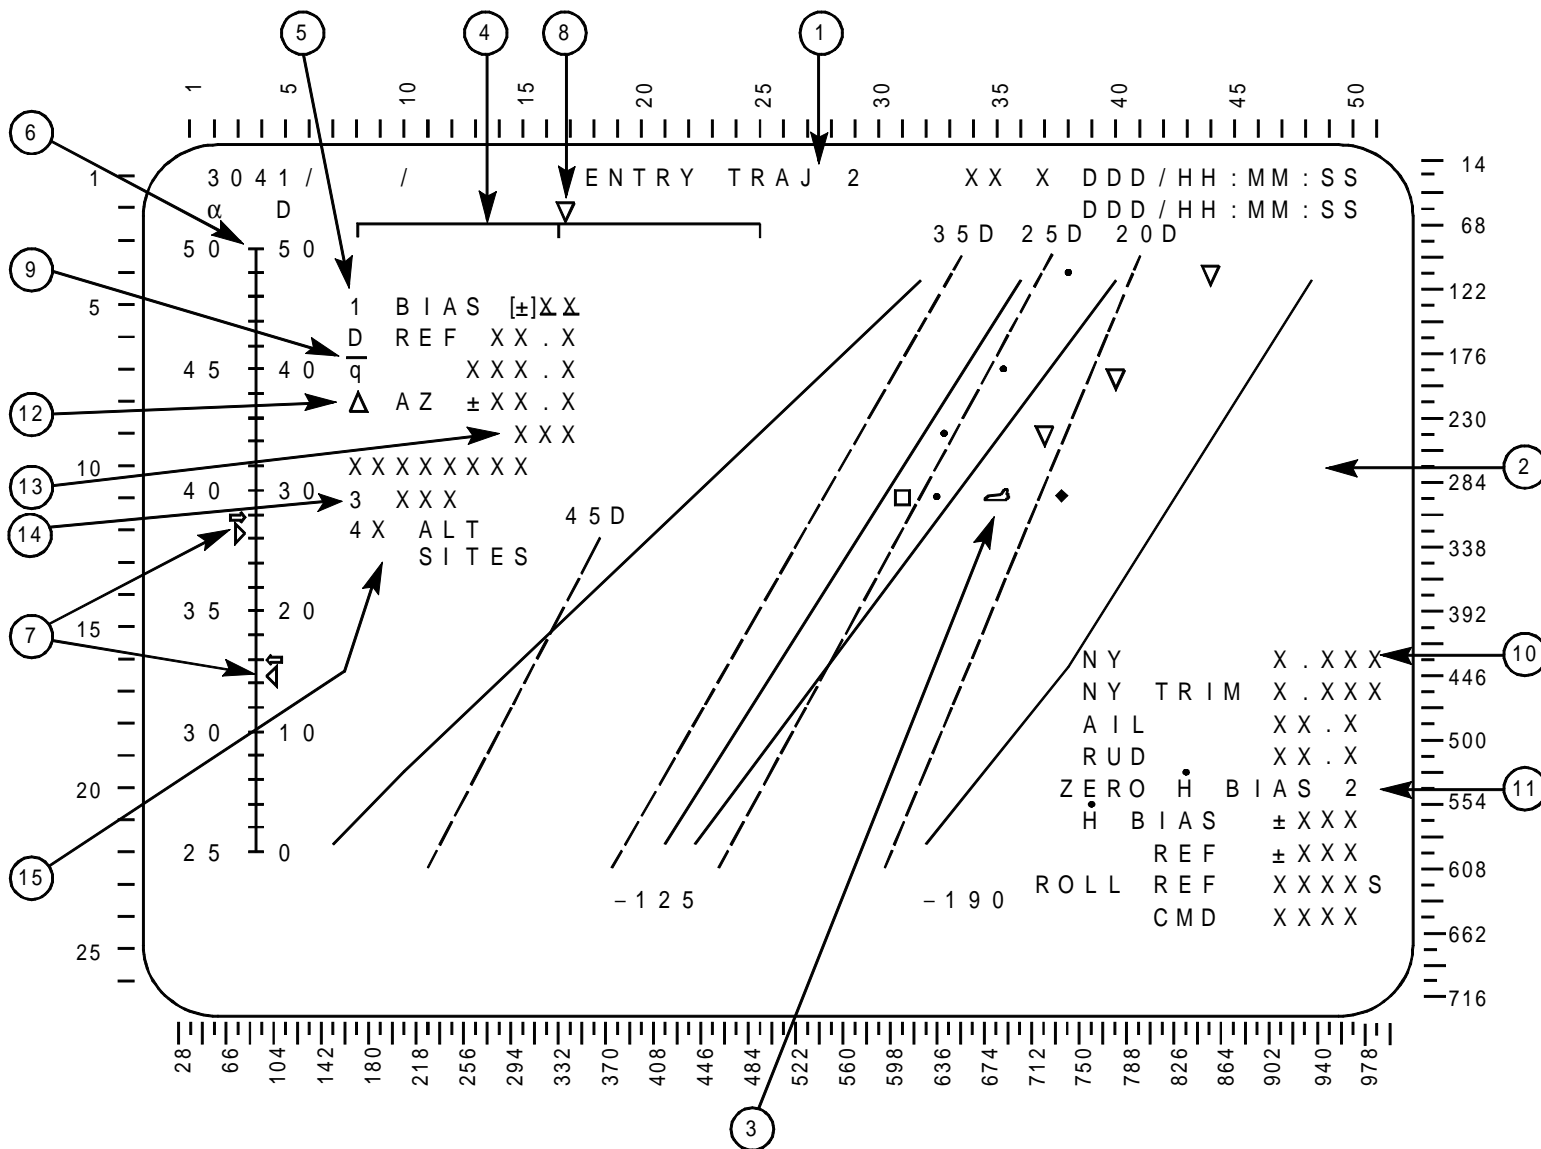 5 4 8 1
1 5 10 15 20 25 30 35 40 45 50
6
1 3041/ / ENTRY TRAJ 2 XX X DDD/HH:MM:SS 14
α D DDD/HH:MM:SS
35D 25D 20D 68
50 50
9
5 1 BIAS [±]XX 122
D REF XX.X
45 40 q XXX.X 176
12 AZ ±XX.X
XXX 230
10 XXXXXXXX 2
13 40 30 3 XXX 284
14 45D
4X ALT
SITES 338
35 20 392
7 15
NY X.XXX 10
446
NY TRIM X.XXX
30 10 AIL XX.X 500
RUD XX.X
20 ZERO Ḣ BIAS 2 11
554
Ḣ BIAS ±XXX
25 0 REF ±XXX
608
15 ROLL REF XXXXS
-125 -190
CMD XXXX
662
25
716
28 66 104 142 180 218 256 294 332 370 408 446 484 522 560 598 636 674 712 750 788 826 864 902 940 978
3